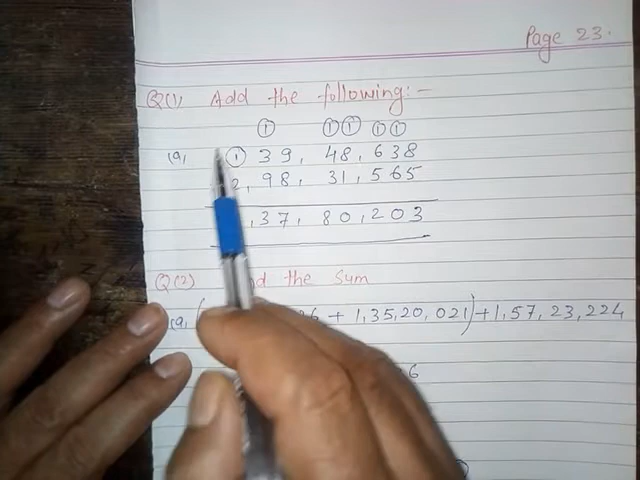 Page 23.
Q(1), Add the following:-
① ①① ①①
(a, ① 39, 48, 638
2, 98, 31, 565
, 37, 80, 203
Q(2) the sum
(a, ( 26 + 1,35,20,021) + 1,57,23,224
6